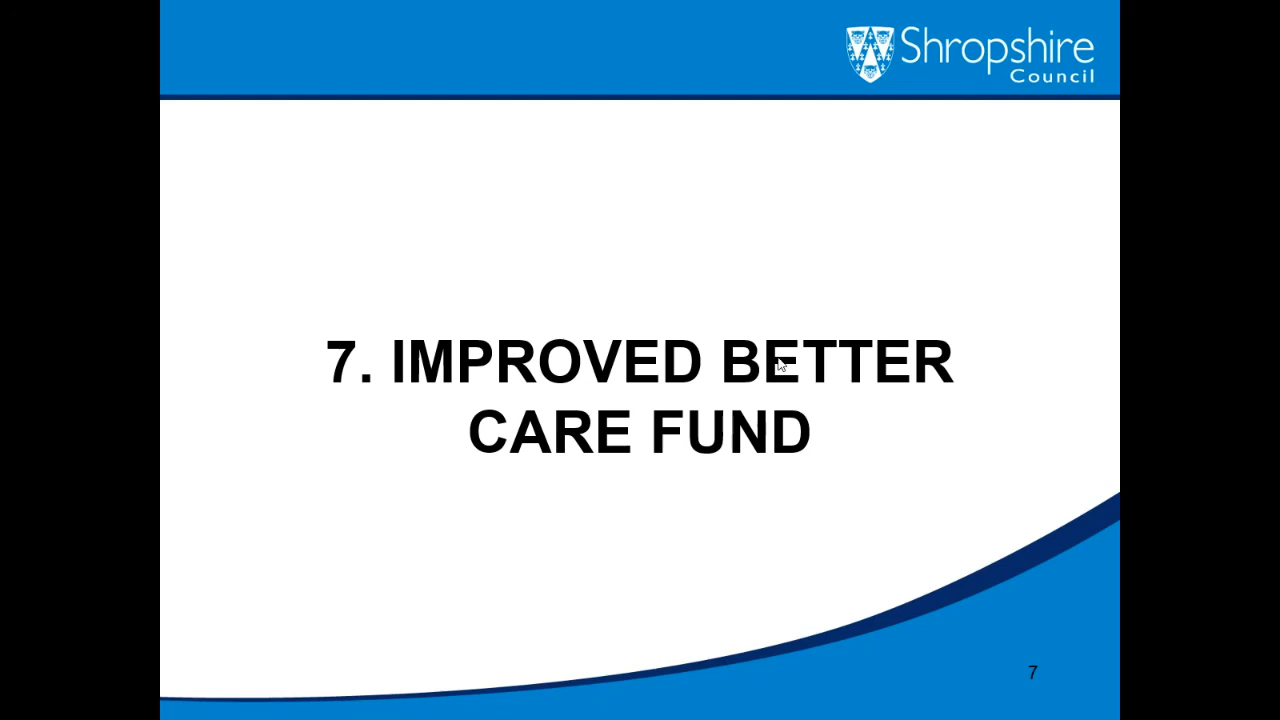 Shropshire
Council
7. IMPROVED BETTER
CARE FUND
7